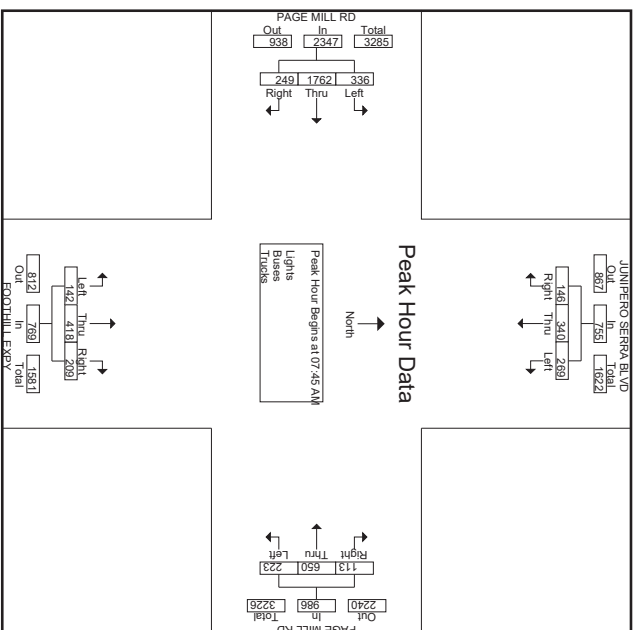 PAGE MILL RD
Out In Total
938 2347 3285
249 1762 336
Right Thru Left
JUNIPERO SERRA BLVD
Out In Total
867 755 1622
146 340 269
Right Thru Left
Peak Hour Data
North
Peak Hour Begins at 07:45 AM
Lights
Buses
Trucks
Left Thru Right
142 418 209
812 769 1581
Out In Total
FOOTHILL EXPY
Left Thru Right
223 650 113
3226 986 2240
Total In Out
PAGE MILL RD